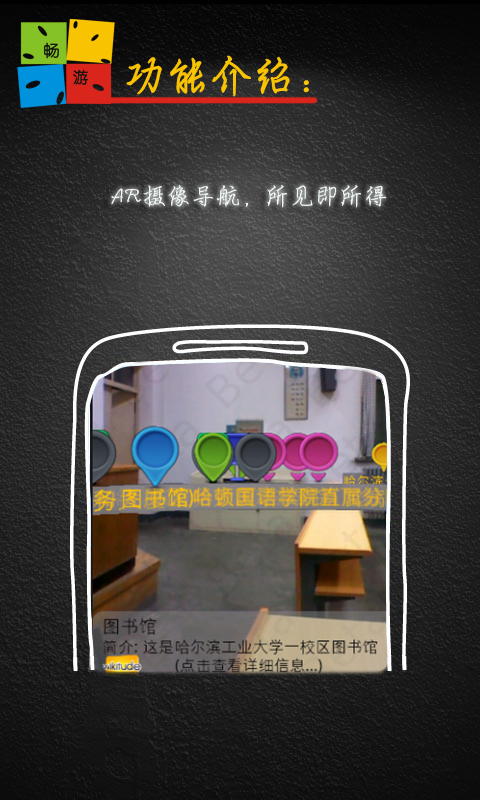 畅
游
功能介绍：
AR摄像导航，所见即所得
哈尔滨
务图书馆)哈顿国语学院直属分
图书馆
简介: 这是哈尔滨工业大学一校区图书馆
(点击查看详细信息...)
wikitude